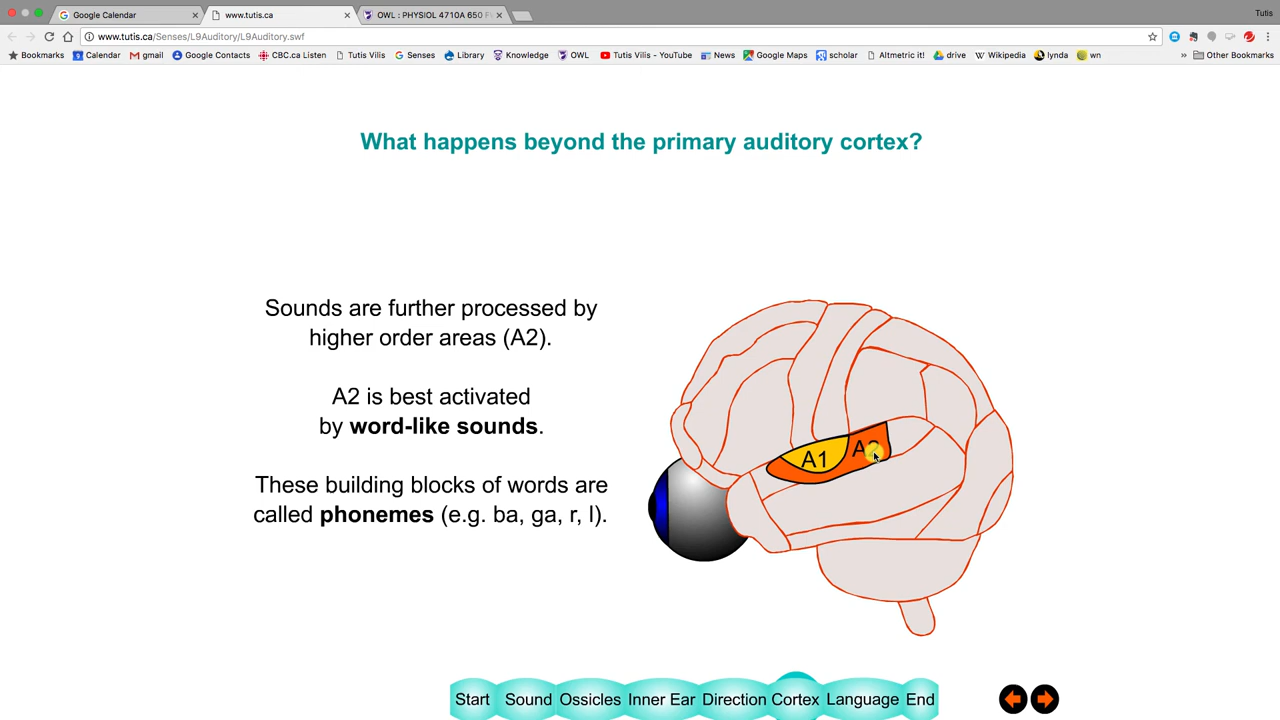 Google Calendar
www.tutis.ca
OWL : PHYSIOL 4710A 650 F
Tutis
www.tutis.ca/Senses/L9Auditory/L9Auditory.swf
Bookmarks Calendar gmail Google Contacts CBC.ca Listen Tutis Vilis Senses Library Knowledge OWL Tutis Vilis - YouTube News Google Maps scholar Altmetric it! drive Wikipedia lynda wn » Other Bookmarks
What happens beyond the primary auditory cortex?
Sounds are further processed by
higher order areas (A2).
A2 is best activated
by word-like sounds.
These building blocks of words are
called phonemes (e.g. ba, ga, r, l).
A1
A2
Start Sound Ossicles Inner Ear Direction Cortex Language End